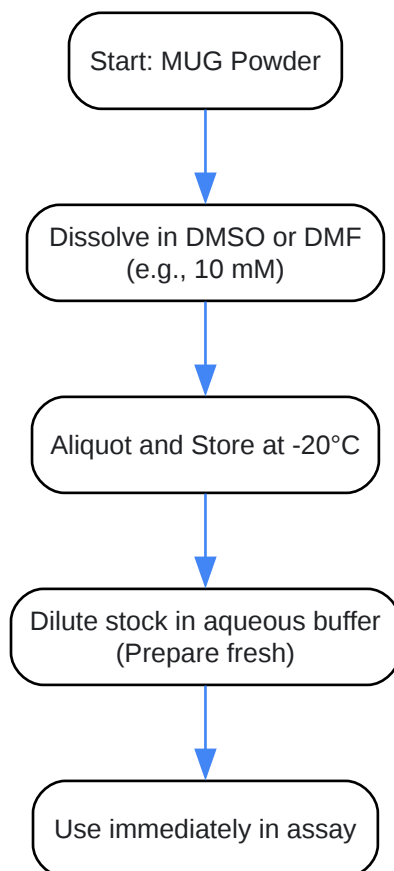 Start: MUG Powder
Dissolve in DMSO or DMF
(e.g., 10 mM)
Aliquot and Store at -20°C
Dilute stock in aqueous buffer
(Prepare fresh)
Use immediately in assay